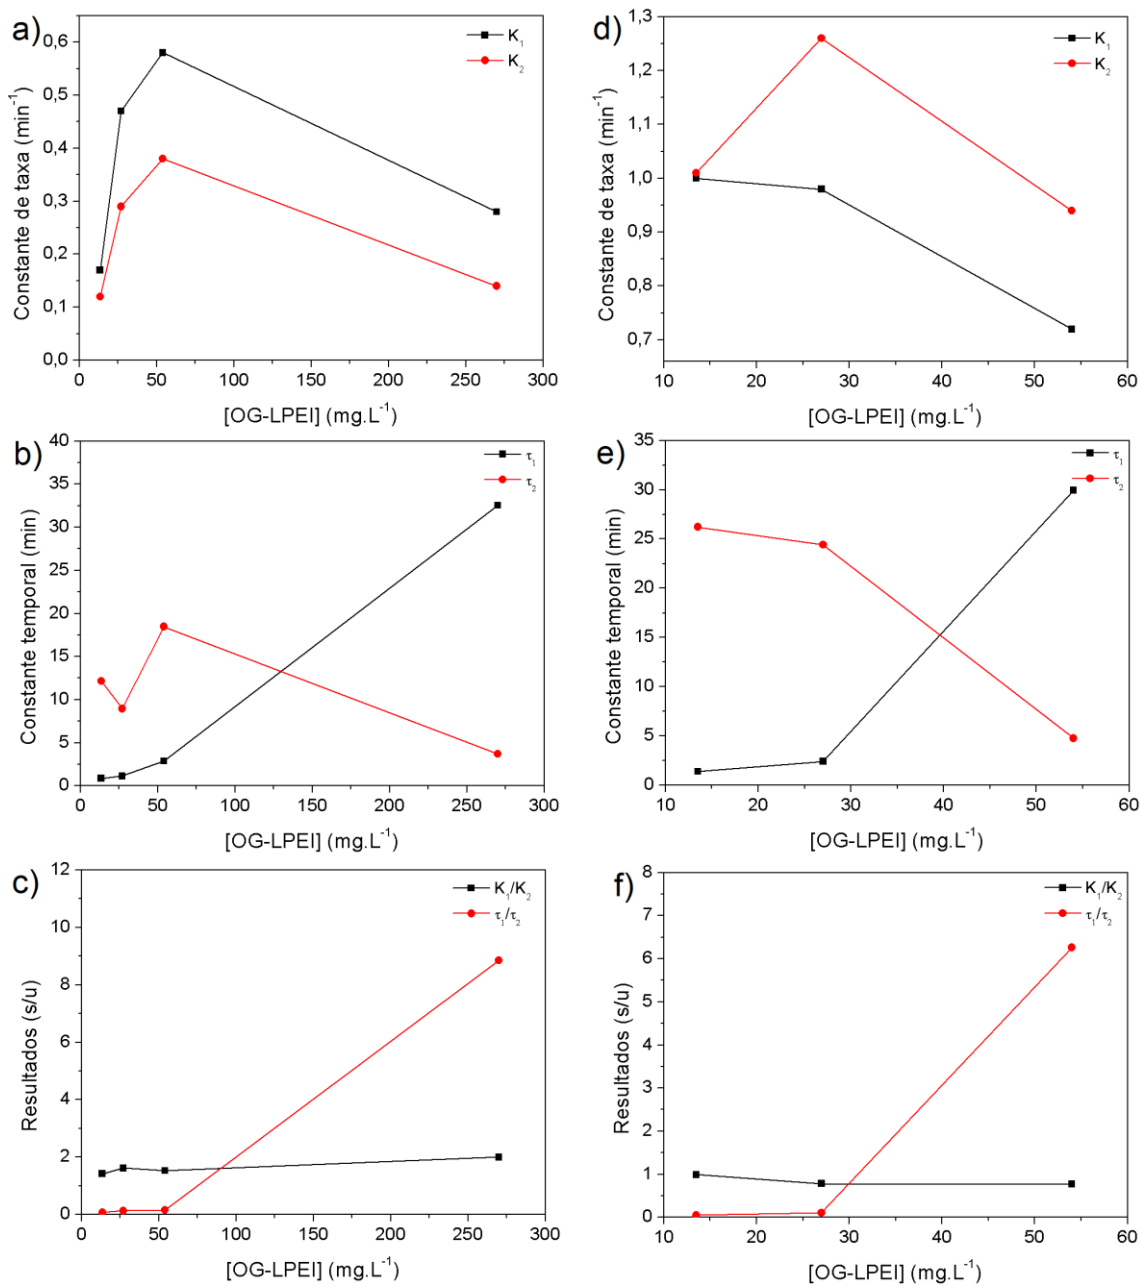 a)
0,6
0,5
0,4
0,3
0,2
0,1
0,0
Constante de taxa (min⁻¹)
K₁
K₂
0 50 100 150 200 250 300
[OG-LPEI] (mg.L⁻¹)
d)
1,3
1,2
1,1
1,0
0,9
0,8
0,7
Constante de taxa (min⁻¹)
K₁
K₂
10 20 30 40 50 60
[OG-LPEI] (mg.L⁻¹)
b)
40
35
30
25
20
15
10
5
0
Constante temporal (min)
τ₁
τ₂
0 50 100 150 200 250 300
[OG-LPEI] (mg.L⁻¹)
e)
35
30
25
20
15
10
5
0
Constante temporal (min)
τ₁
τ₂
10 20 30 40 50 60
[OG-LPEI] (mg.L⁻¹)
c)
12
10
8
6
4
2
0
Resultados (s/u)
K₁/K₂
τ₁/τ₂
0 50 100 150 200 250 300
[OG-LPEI] (mg.L⁻¹)
f)
8
7
6
5
4
3
2
1
0
Resultados (s/u)
K₁/K₂
τ₁/τ₂
10 20 30 40 50 60
[OG-LPEI] (mg.L⁻¹)